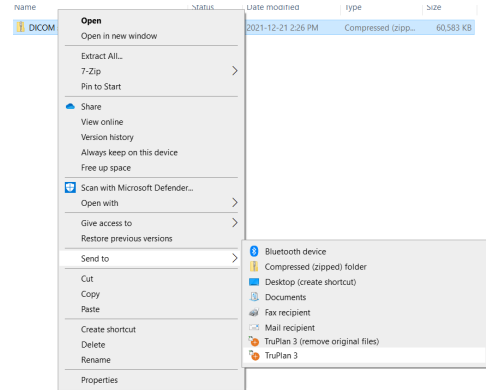 Name Status Date modified Type Size
DICOM 2021-12-21 2:26 PM Compressed (zipp... 60,583 KB
Open
Open in new window
Extract All...
7-Zip
Pin to Start
Share
View online
Version history
Always keep on this device
Free up space
Scan with Microsoft Defender...
Open with
Give access to
Restore previous versions
Send to
Cut
Copy
Paste
Create shortcut
Delete
Rename
Properties
Bluetooth device
Compressed (zipped) folder
Desktop (create shortcut)
Documents
Fax recipient
Mail recipient
TruPlan 3 (remove original files)
TruPlan 3